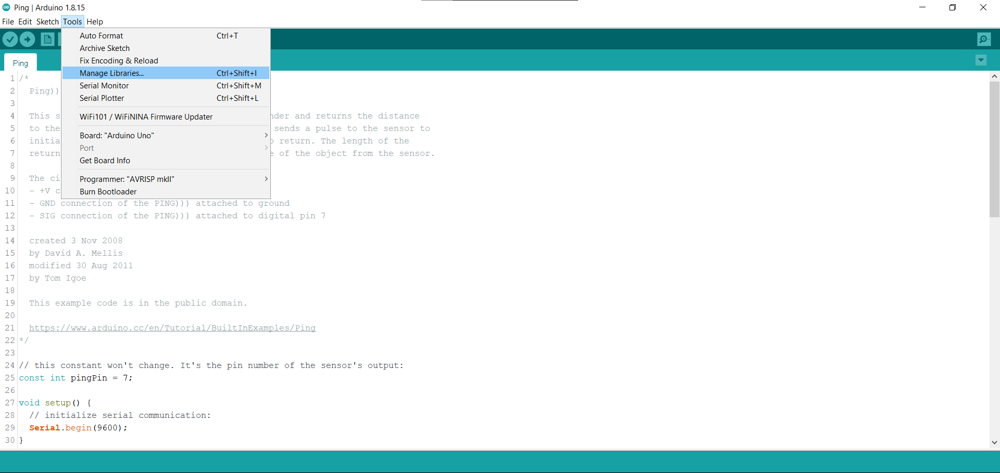 Ping | Arduino 1.8.15
File Edit Sketch Tools Help
Auto Format Ctrl+T
Archive Sketch
Fix Encoding & Reload
Manage Libraries... Ctrl+Shift+I
Serial Monitor Ctrl+Shift+M
Serial Plotter Ctrl+Shift+L
WiFi101 / WiFiNINA Firmware Updater
Board: "Arduino Uno"
Port
Get Board Info
Programmer: "AVRISP mkII"
Burn Bootloader
Ping
1 /*
2 Ping))
3
4 This s nder and returns the distance
5 to the sends a pulse to the sensor to
6 initia o return. The length of the
7 return e of the object from the sensor.
8
9 The ci
10 - +V c
11 - GND connection of the PING))) attached to ground
12 - SIG connection of the PING))) attached to digital pin 7
13
14 created 3 Nov 2008
15 by David A. Mellis
16 modified 30 Aug 2011
17 by Tom Igoe
18
19 This example code is in the public domain.
20
21 https://www.arduino.cc/en/Tutorial/BuiltInExamples/Ping
22 */
23
24 // this constant won't change. It's the pin number of the sensor's output:
25 const int pingPin = 7;
26
27 void setup() {
28 // initialize serial communication:
29 Serial.begin(9600);
30 }